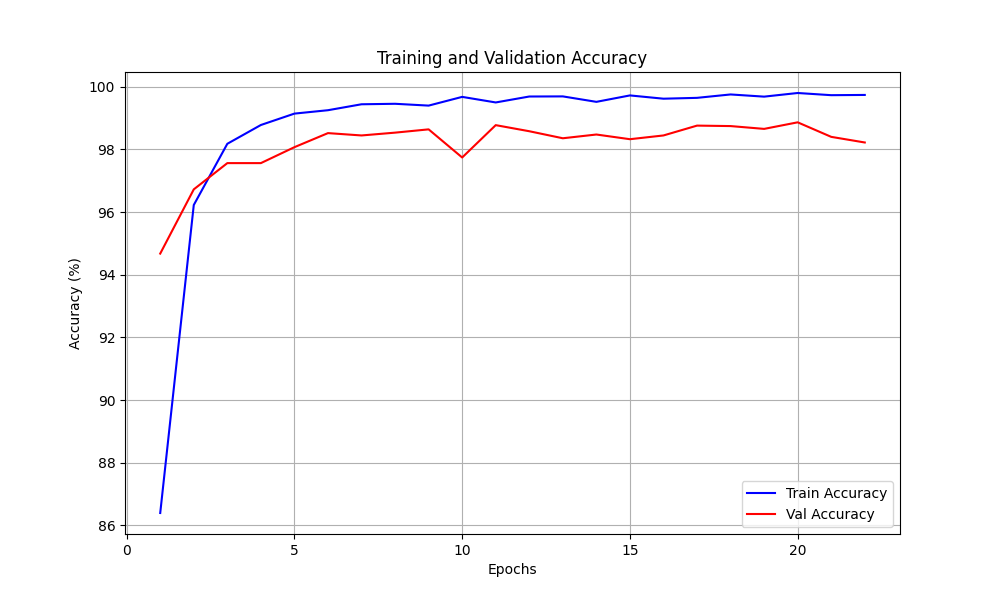 Training and Validation Accuracy
100
98
96
94
92
90
88
86
Accuracy (%)
0 5 10 15 20
Epochs
Train Accuracy
Val Accuracy